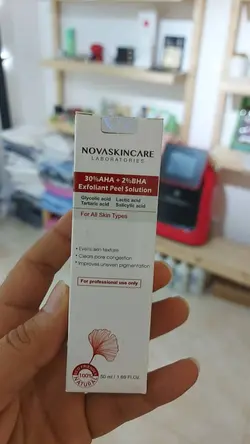 NOVASKINCARE
LABORATORIES
30%AHA + 2%BHA
Exfoliant Peel Solution
Glycolic acid Lactic acid
Tartaric acid Salicylic acid
For All Skin Types
• Evens skin texture
• Clears pore congestion
• Improves uneven pigmentation
For professional use only
100%
NATURAL
50 ml / 1.69 FL.Oz.